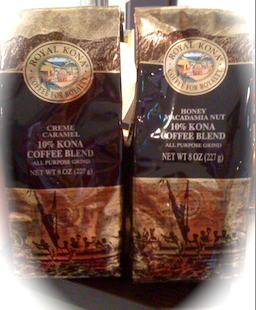 ROYAL KONA
COFFEE FOR ROYALTY
CREME
CARAMEL
10% KONA
COFFEE BLEND
ALL PURPOSE GRIND
NET WT 8 OZ (227 g)
ROYAL KONA
COFFEE FOR ROYALTY
HONEY
MACADAMIA NUT
10% KONA
COFFEE BLEND
ALL PURPOSE GRIND
NET WT 8 OZ (227 g)